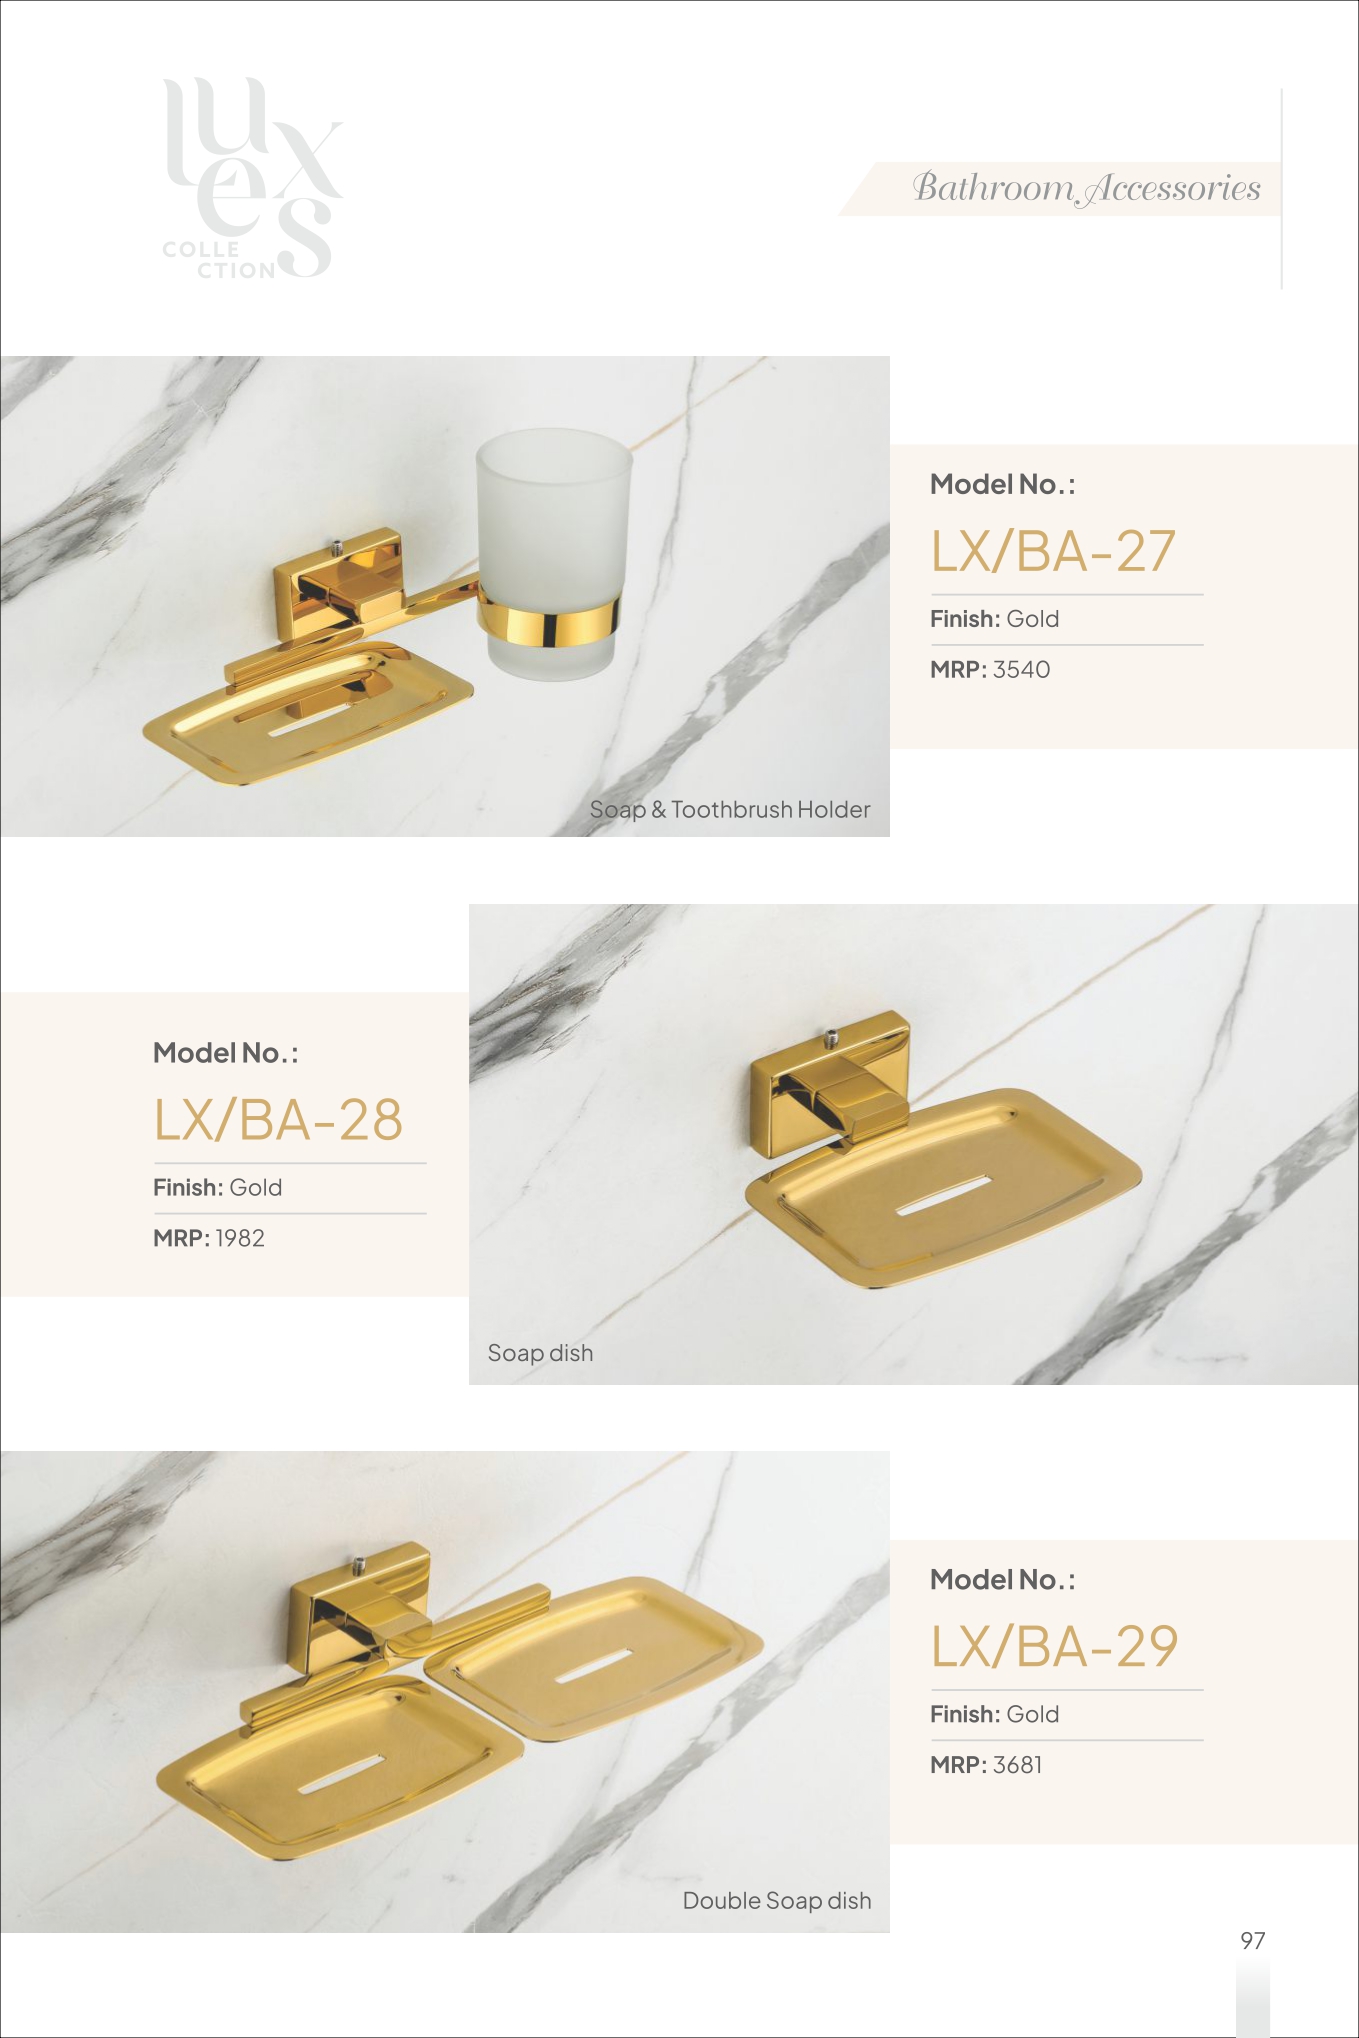 luxes
COLLE
CTION
Bathroom Accessories
Model No.:
LX/BA-27
Finish: Gold
MRP: 3540
Soap & Toothbrush Holder
Model No.:
LX/BA-28
Finish: Gold
MRP: 1982
Soap dish
Model No.:
LX/BA-29
Finish: Gold
MRP: 3681
Double Soap dish
97